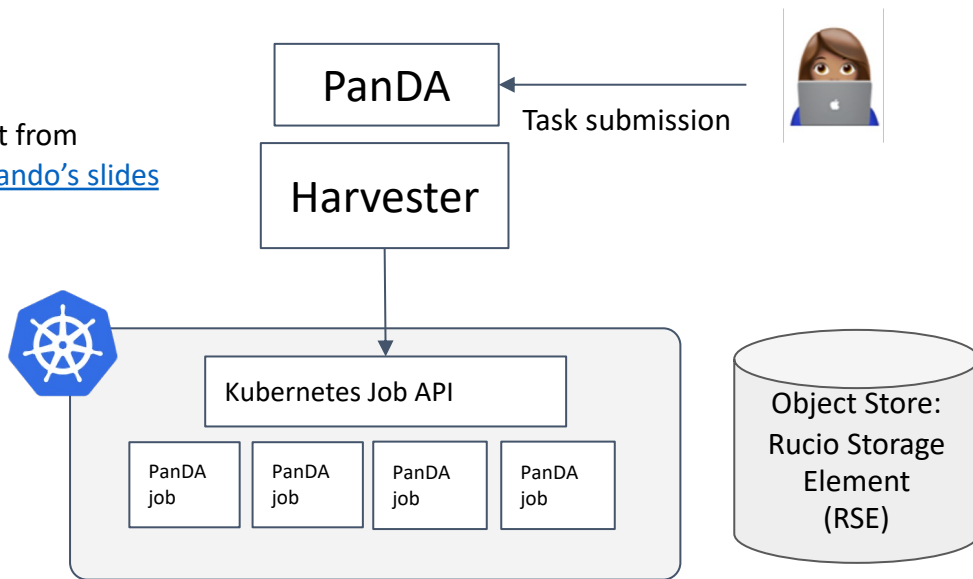 PanDA
Task submission
t from
ando's slides
Harvester
Kubernetes Job API
PanDA
job
PanDA
job
PanDA
job
PanDA
job
Object Store:
Rucio Storage
Element
(RSE)